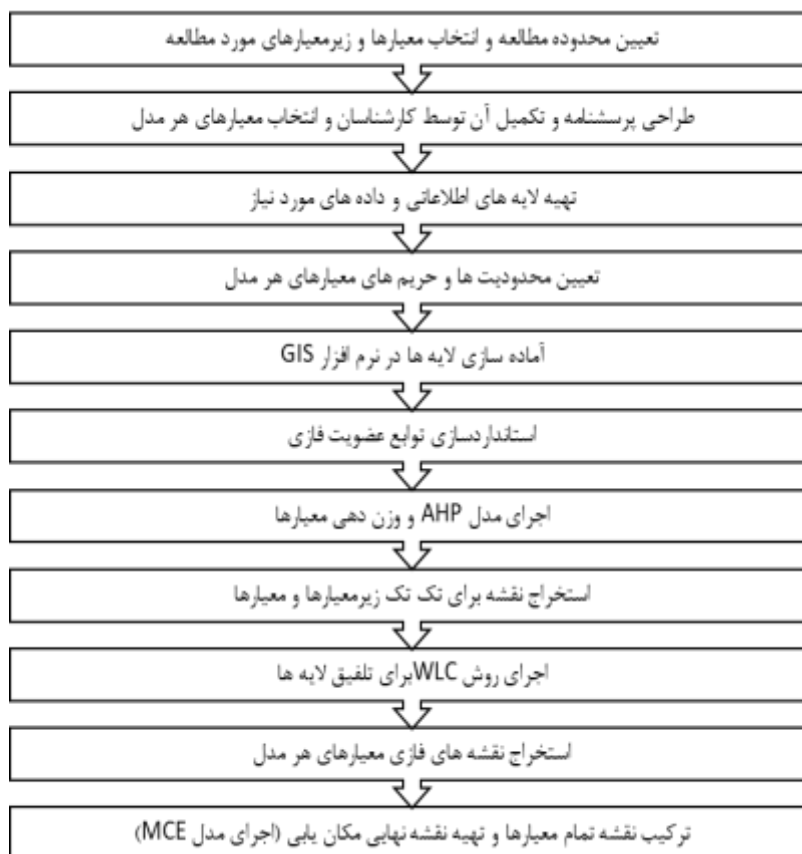 تعیین محدوده مطالعه و انتخاب معیارها و زیرمعیارهای مورد مطالعه
طراحی پرسشنامه و تکمیل آن توسط کارشناسان و انتخاب معیارهای هر مدل
تهیه لایه های اطلاعاتی و داده های مورد نیاز
تعیین محدودیت ها و حریم های معیارهای هر مدل
آماده سازی لایه ها در نرم افزار GIS
استانداردسازی توابع عضویت فازی
اجرای مدل AHP و وزن دهی معیارها
استخراج نقشه برای تک تک زیرمعیارها و معیارها
اجرای روش WLCبرای تلفیق لایه ها
استخراج نقشه های فازی معیارهای هر مدل
ترکیب نقشه تمام معیارها و تهیه نقشه نهایی مکان یابی (اجرای مدل MCE)